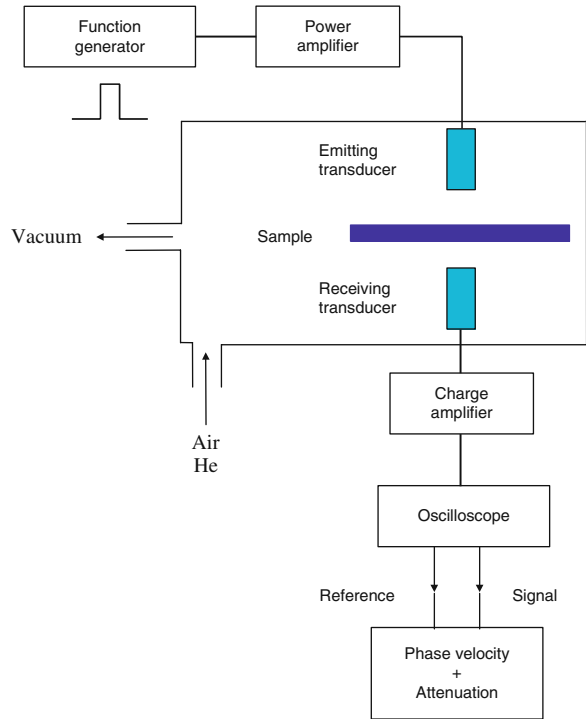 Function
generator
Power
amplifier
Emitting
transducer
Vacuum
Sample
Receiving
transducer
Air
He
Charge
amplifier
Oscilloscope
Reference
Signal
Phase velocity
+
Attenuation